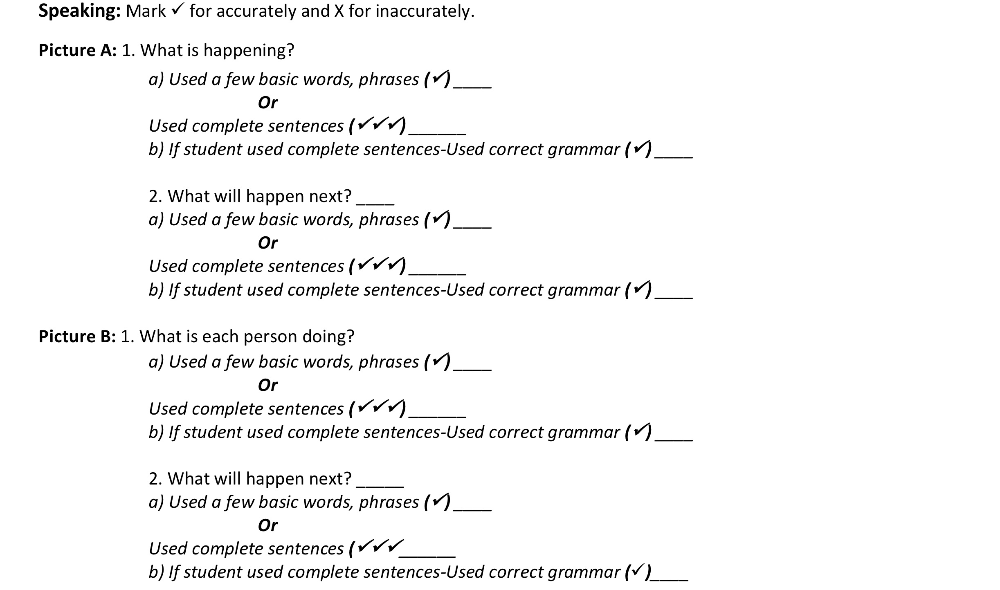 Speaking: Mark ✓ for accurately and X for inaccurately.
Picture A: 1. What is happening?
a) Used a few basic words, phrases (✓)____
Or
Used complete sentences (✓✓✓)______
b) If student used complete sentences-Used correct grammar (✓)____
2. What will happen next? ____
a) Used a few basic words, phrases (✓)____
Or
Used complete sentences (✓✓✓)______
b) If student used complete sentences-Used correct grammar (✓)____
Picture B: 1. What is each person doing?
a) Used a few basic words, phrases (✓)____
Or
Used complete sentences (✓✓✓)______
b) If student used complete sentences-Used correct grammar (✓)____
2. What will happen next? _____
a) Used a few basic words, phrases (✓)____
Or
Used complete sentences (✓✓✓______
b) If student used complete sentences-Used correct grammar (✓)____